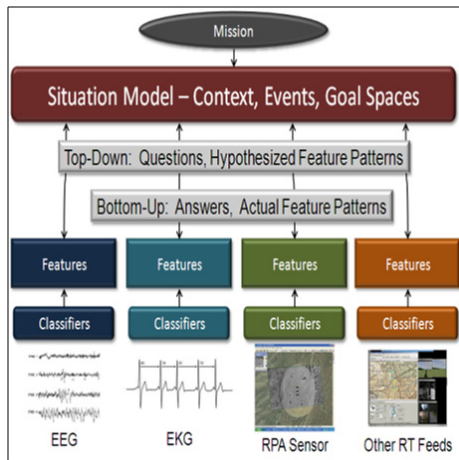 Mission
Situation Model – Context, Events, Goal Spaces
Top-Down: Questions, Hypothesized Feature Patterns
Bottom-Up: Answers, Actual Feature Patterns
Features Features Features Features
Classifiers Classifiers Classifiers Classifiers
EEG EKG RPA Sensor Other RT Feeds